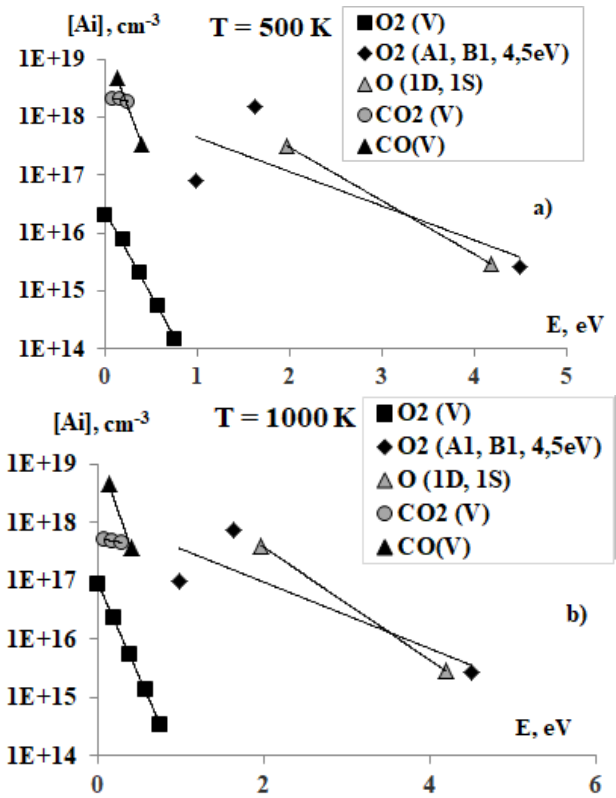 [Ai], cm-3
T = 500 K
O2 (V)
O2 (A1, B1, 4,5eV)
O (1D, 1S)
CO2 (V)
CO(V)
1E+19
1E+18
1E+17
1E+16
1E+15
1E+14
a)
E, eV
0 1 2 3 4 5
[Ai], cm-3
T = 1000 K
O2 (V)
O2 (A1, B1, 4,5eV)
O (1D, 1S)
CO2 (V)
CO(V)
1E+19
1E+18
1E+17
1E+16
1E+15
1E+14
b)
E, eV
0 2 4 6